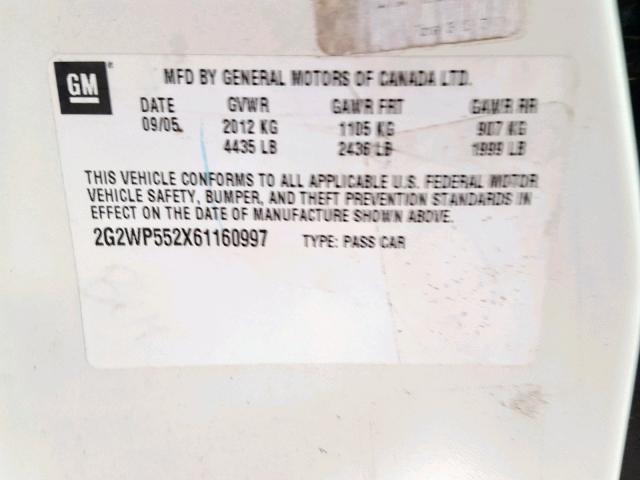 GM
MFD BY GENERAL MOTORS OF CANADA LTD.
DATE GVWR GAWR FRT GAWR RR
09/05 2012 KG 1105 KG 907 KG
4435 LB 2436 LB 1999 LB
THIS VEHICLE CONFORMS TO ALL APPLICABLE U.S. FEDERAL MOTOR
VEHICLE SAFETY, BUMPER, AND THEFT PREVENTION STANDARDS IN
EFFECT ON THE DATE OF MANUFACTURE SHOWN ABOVE.
2G2WP552X61160997 TYPE: PASS CAR